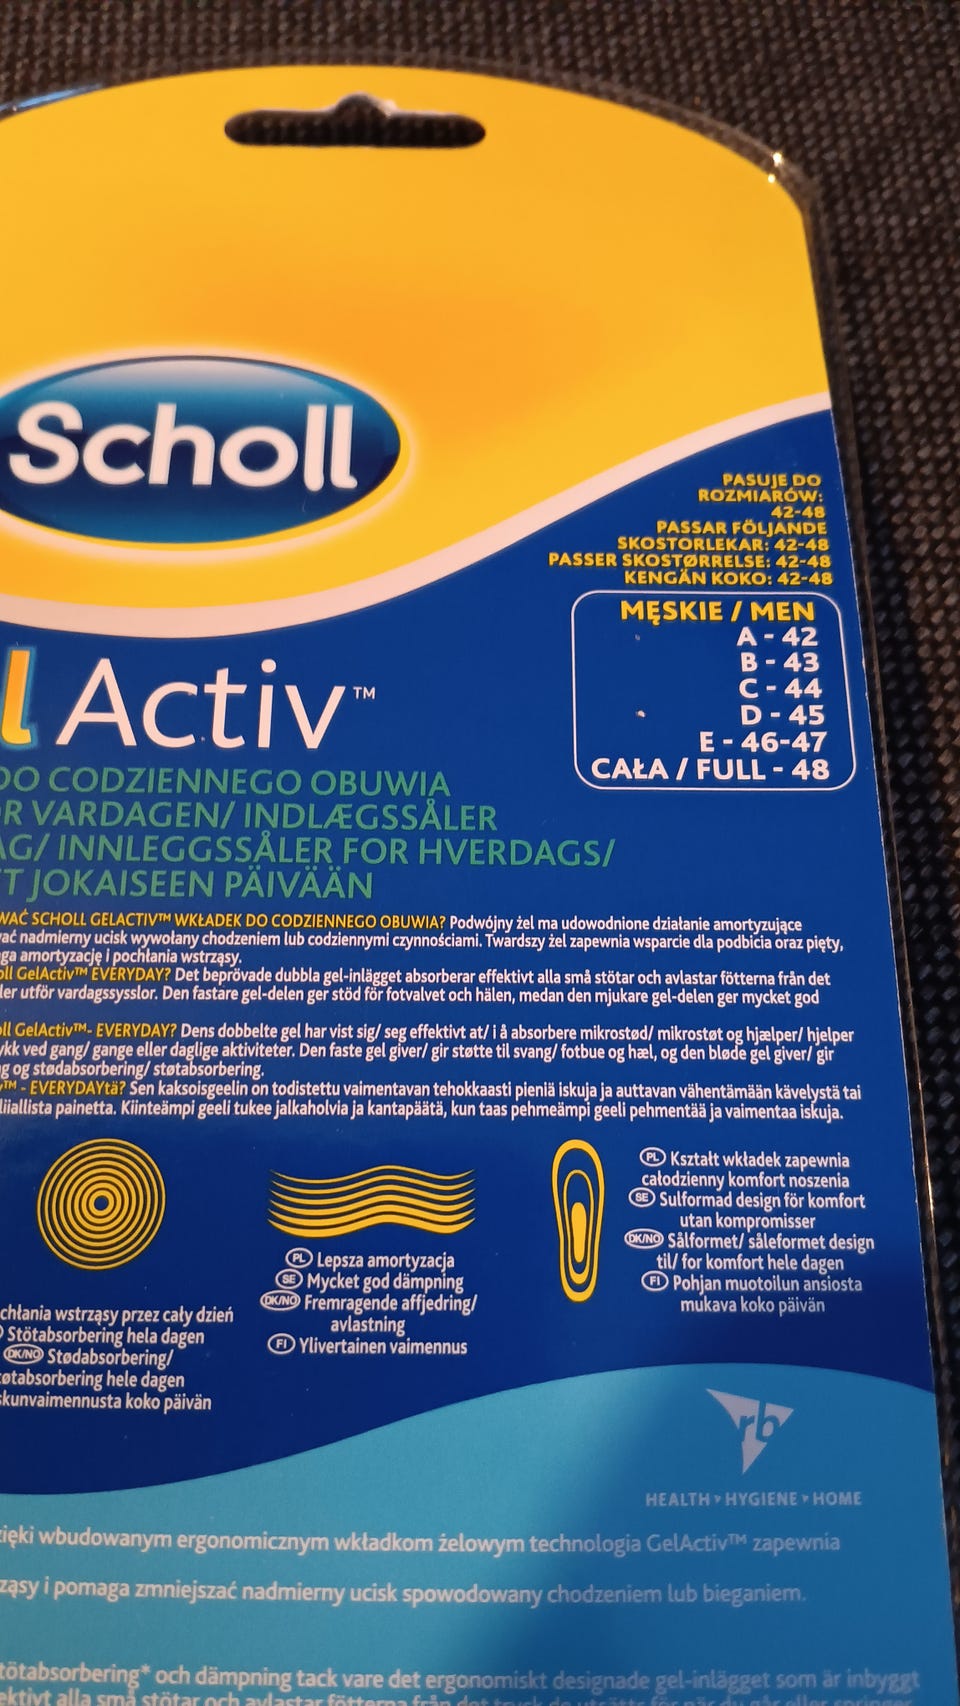 Scholl
PASUJE DO
ROZMIARÓW:
42-48
PASSAR FÖLJANDE
SKOSTORLEKAR: 42-48
PASSER SKOSTØRRELSE: 42-48
KENGÄN KOKO: 42-48
MĘSKIE / MEN
A - 42
B - 43
C - 44
D - 45
E - 46-47
CAŁA / FULL - 48
l Activ™
DO CODZIENNEGO OBUWIA
R VARDAGEN/ INDLÆGSSÅLER
AG/ INNLEGGSSÅLER FOR HVERDAGS/
T JOKAISEEN PÄIVÄÄN
WAĆ SCHOLL GELACTIV™ WKŁADEK DO CODZIENNEGO OBUWIA? Podwójny żel ma udowodnione działanie amortyzujące
ać nadmierny ucisk wywołany chodzeniem lub codziennymi czynnościami. Twardszy żel zapewnia wsparcie dla podbicia oraz pięty,
ga amortyzację i pochłania wstrząsy.
oll GelActiv™ EVERYDAY? Det beprövade dubbla gel-inlägget absorberar effektivt alla små stötar och avlastar fötterna från det
ler utför vardagssysslor. Den fastare gel-delen ger stöd för fotvalvet och hälen, medan den mjukare gel-delen ger mycket god
oll GelActiv™- EVERYDAY? Dens dobbelte gel har vist sig/ seg effektivt at/ i å absorbere mikrostød/ mikrostøt og hjælper/ hjelper
ykk ved gang/ gange eller daglige aktiviteter. Den faste gel giver/ gir støtte til svang/ fotbue og hæl, og den bløde gel giver/ gir
g og stødabsorbering/ støtabsorbering.
™ - EVERYDAYtä? Sen kaksoisgeelin on todistettu vaimentavan tehokkaasti pieniä iskuja ja auttavan vähentämään kävelystä tai
liiallista painetta. Kiinteämpi geeli tukee jalkaholvia ja kantapäätä, kun taas pehmeämpi geeli pehmentää ja vaimentaa iskuja.
chłania wstrząsy przez cały dzień
Stötabsorbering hela dagen
DK/NO Stødabsorbering/
øtabsorbering hele dagen
skunvaimennusta koko päivän
PL Lepsza amortyzacja
SE Mycket god dämpning
DK/NO Fremragende affjedring/
avlastning
FI Ylivertainen vaimennus
PL Kształt wkładek zapewnia
całodzienny komfort noszenia
SE Sulformad design för komfort
utan kompromisser
DK/NO Sålformet/ såleformet design
til/ for komfort hele dagen
FI Pohjan muotoilun ansiosta
mukava koko päivän
rb
HEALTH HYGIENE HOME
ięki wbudowanym ergonomicznym wkładkom żelowym technologia GelActiv™ zapewnia
ząsy i pomaga zmniejszać nadmierny ucisk spowodowany chodzeniem lub bieganiem.
tötabsorbering* och dämpning tack vare det ergonomiskt designade gel-inlägget som är inbyggt
ektivt alla små stötar och avlastar fötterna från det